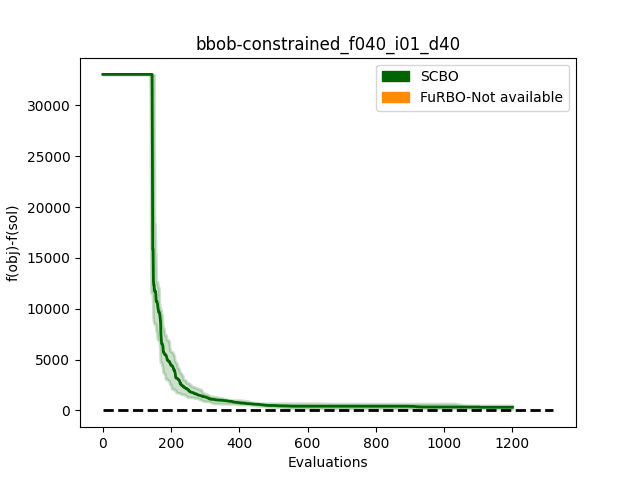 bbob-constrained_f040_i01_d40
SCBO
FuRBO-Not available
f(obj)-f(sol)
30000
25000
20000
15000
10000
5000
0
0 200 400 600 800 1000 1200
Evaluations